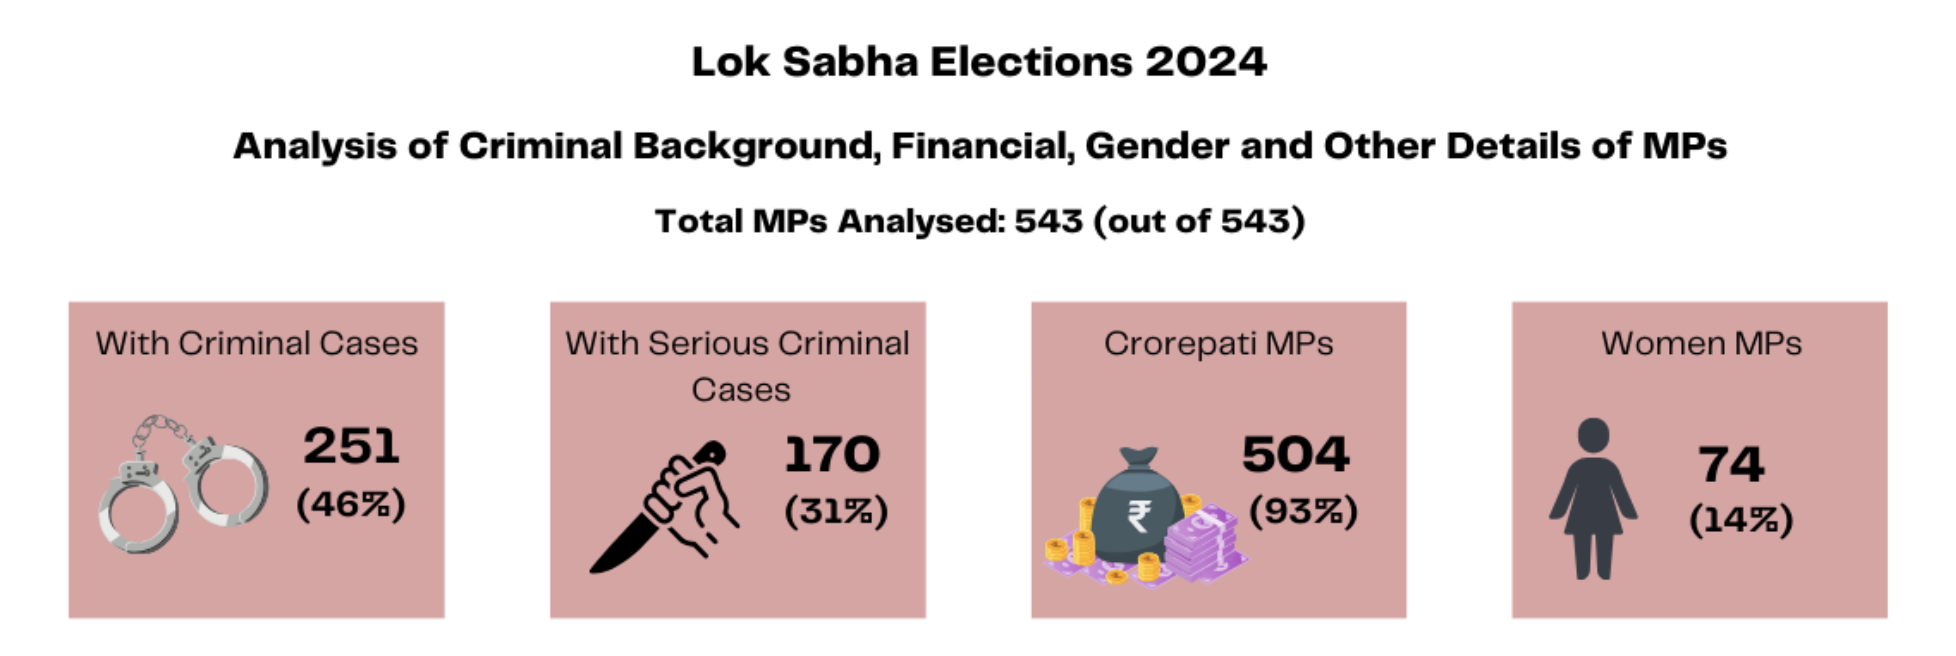 Lok Sabha Elections 2024
Analysis of Criminal Background, Financial, Gender and Other Details of MPs
Total MPs Analysed: 543 (out of 543)
With Criminal Cases
251
(46%)
With Serious Criminal
Cases
170
(31%)
Crorepati MPs
₹
504
(93%)
Women MPs
74
(14%)